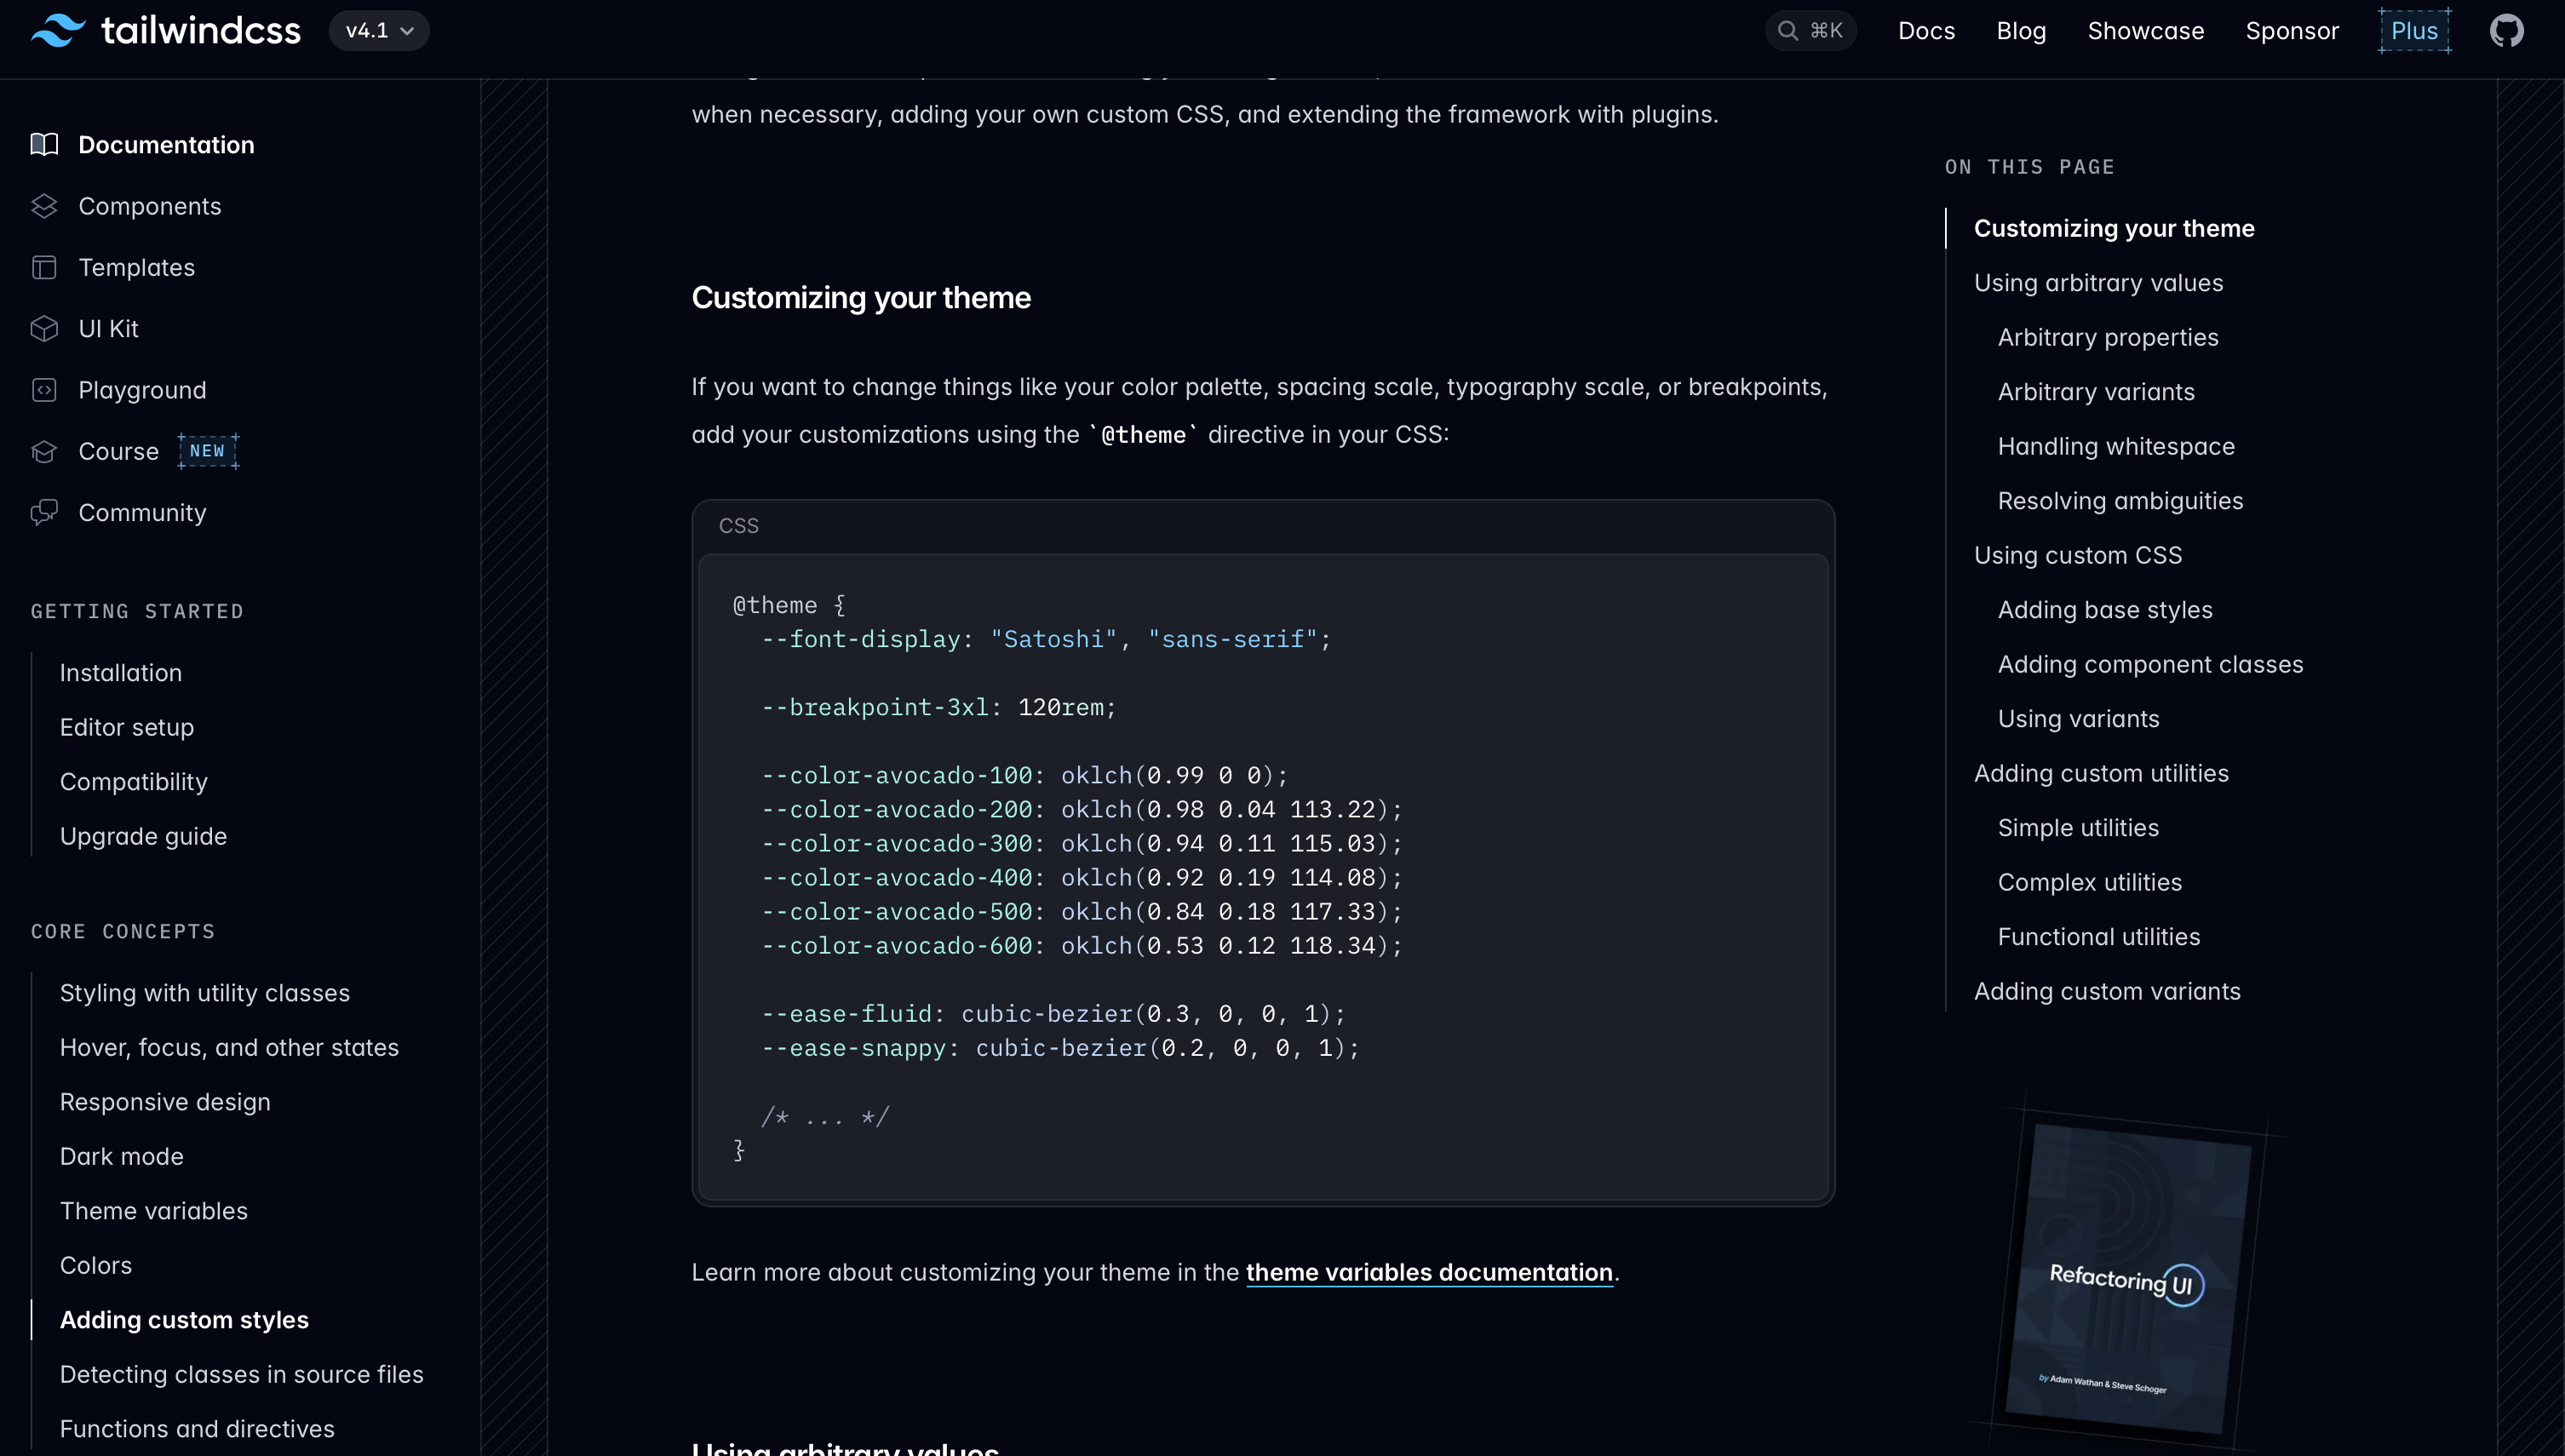 tailwindcss
v4.1
⌘K
Docs
Blog
Showcase
Sponsor
Plus
Documentation
Components
Templates
UI Kit
Playground
Course NEW
Community
GETTING STARTED
Installation
Editor setup
Compatibility
Upgrade guide
CORE CONCEPTS
Styling with utility classes
Hover, focus, and other states
Responsive design
Dark mode
Theme variables
Colors
Adding custom styles
Detecting classes in source files
Functions and directives
when necessary, adding your own custom CSS, and extending the framework with plugins.
Customizing your theme
If you want to change things like your color palette, spacing scale, typography scale, or breakpoints,
add your customizations using the `@theme` directive in your CSS:
CSS
@theme {
  --font-display: "Satoshi", "sans-serif";
  --breakpoint-3xl: 120rem;
  --color-avocado-100: oklch(0.99 0 0);
  --color-avocado-200: oklch(0.98 0.04 113.22);
  --color-avocado-300: oklch(0.94 0.11 115.03);
  --color-avocado-400: oklch(0.92 0.19 114.08);
  --color-avocado-500: oklch(0.84 0.18 117.33);
  --color-avocado-600: oklch(0.53 0.12 118.34);
  --ease-fluid: cubic-bezier(0.3, 0, 0, 1);
  --ease-snappy: cubic-bezier(0.2, 0, 0, 1);
  /* ... */
}
Learn more about customizing your theme in the theme variables documentation.
Using arbitrary values
ON THIS PAGE
Customizing your theme
Using arbitrary values
Arbitrary properties
Arbitrary variants
Handling whitespace
Resolving ambiguities
Using custom CSS
Adding base styles
Adding component classes
Using variants
Adding custom utilities
Simple utilities
Complex utilities
Functional utilities
Adding custom variants
Refactoring UI
by Adam Wathan & Steve Schoger